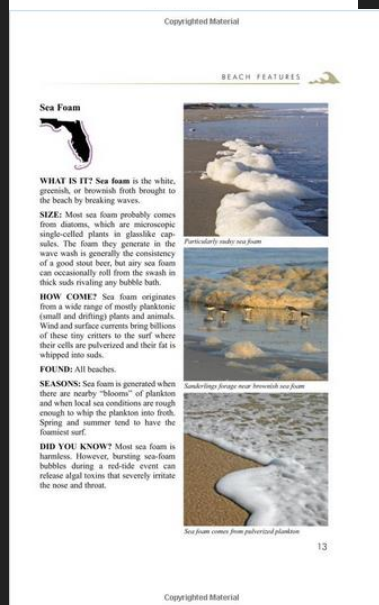 Copyrighted Material
BEACH FEATURES
Sea Foam
WHAT IS IT? Sea foam is the white,
greenish, or brownish froth brought to
the beach by breaking waves.
SIZE: Most sea foam probably comes
from diatoms, which are microscopic
single-celled plants in glasslike cap-
sules. The foam they generate in the
wave wash is generally the consistency
of a good stout beer, but airy sea foam
can occasionally roll from the swash in
thick suds rivaling any bubble bath.
HOW COME? Sea foam originates
from a wide range of mostly planktonic
(small and drifting) plants and animals.
Wind and surface currents bring billions
of these tiny critters to the surf where
their cells are pulverized and their fat is
whipped into suds.
FOUND: All beaches.
SEASONS: Sea foam is generated when
there are nearby “blooms” of plankton
and when local sea conditions are rough
enough to whip the plankton into froth.
Spring and summer tend to have the
foamiest surf.
DID YOU KNOW? Most sea foam is
harmless. However, bursting sea-foam
bubbles during a red-tide event can
release algal toxins that severely irritate
the nose and throat.
Particularly sudsy sea foam
Sanderlings forage near brownish sea foam
Sea foam comes from pulverized plankton
13
Copyrighted Material